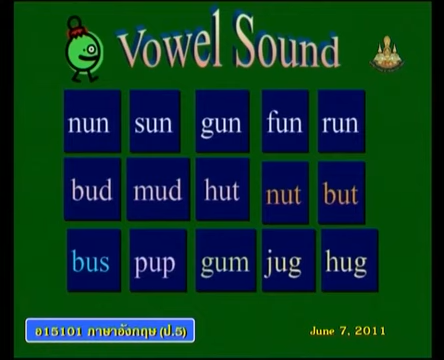 Vowel Sound
nun sun gun fun run
bud mud hut nut but
bus pup gum jug hug
อ15101 ภาษาอังกฤษ (ป.5)
June 7, 2011